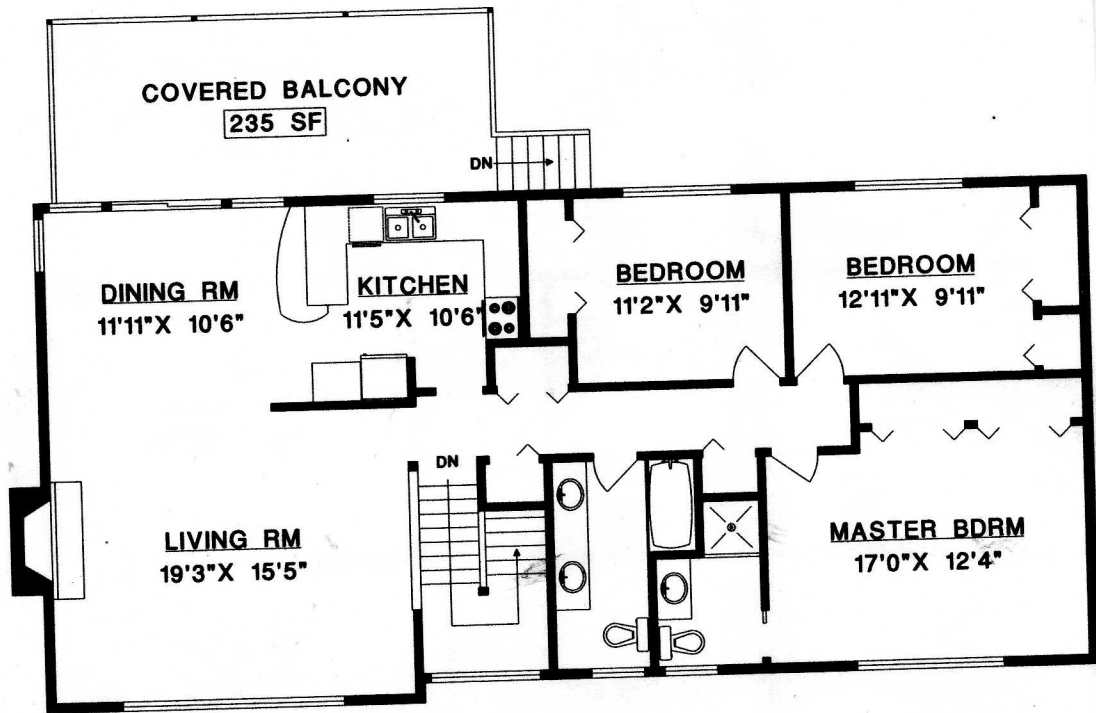 COVERED BALCONY
235 SF
DN
DINING RM
11'11"X 10'6"
KITCHEN
11'5"X 10'6"
BEDROOM
11'2"X 9'11"
BEDROOM
12'11"X 9'11"
DN
LIVING RM
19'3"X 15'5"
MASTER BDRM
17'0"X 12'4"